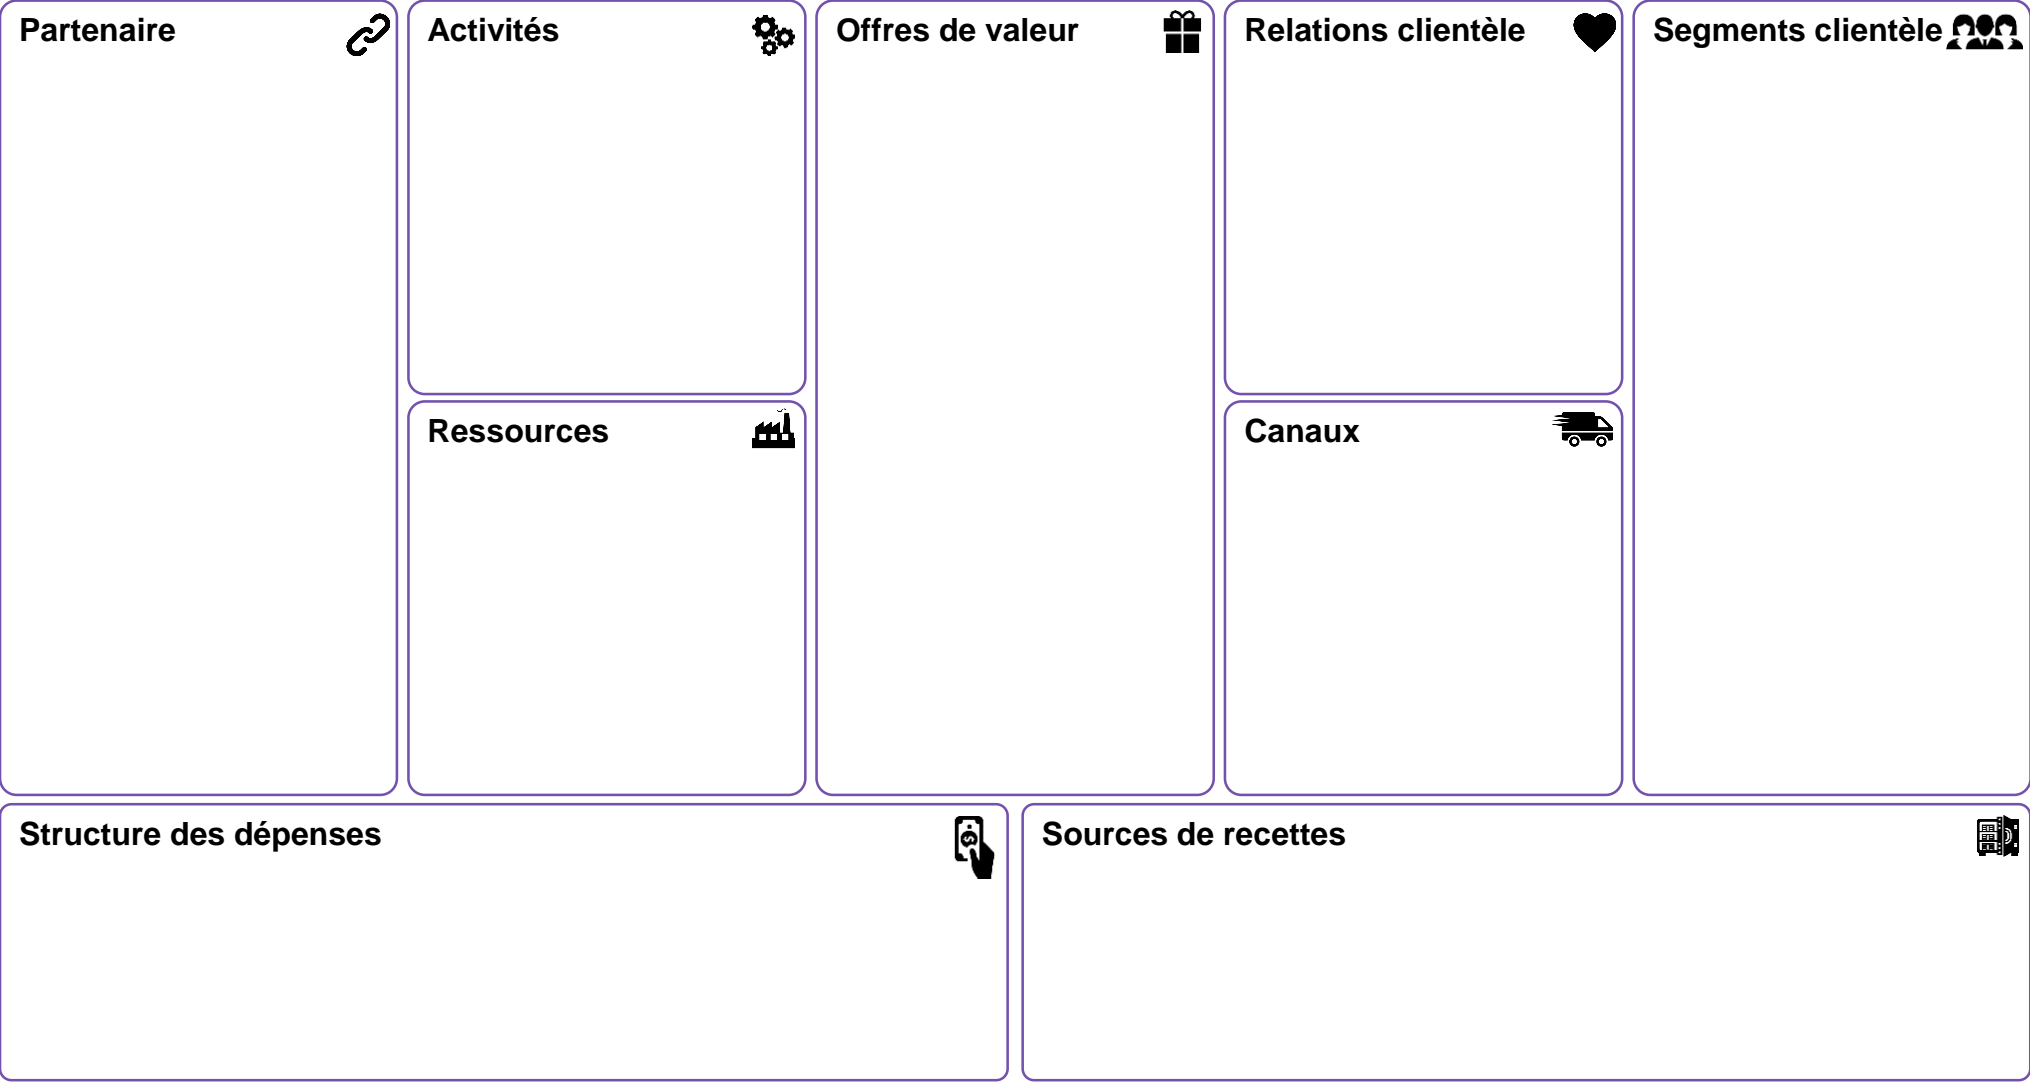 Partenaire
Activités
Offres de valeur
Relations clientèle
Segments clientèle
Ressources
Canaux
Structure des dépenses
Sources de recettes